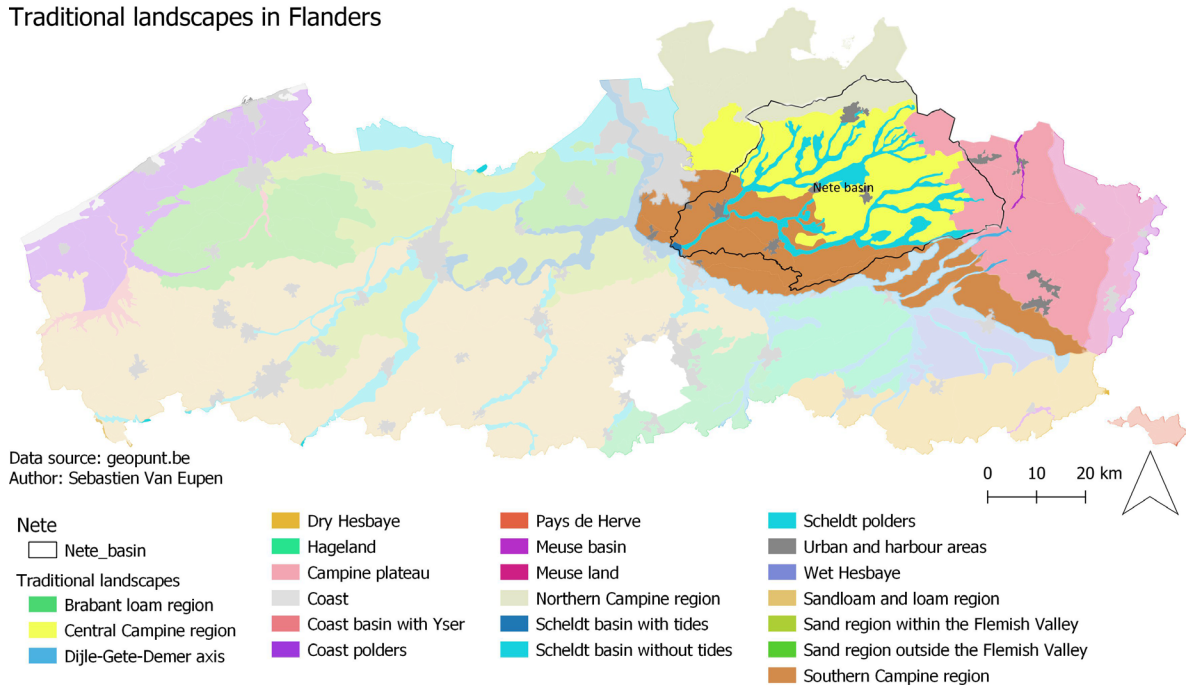 Traditional landscapes in Flanders
Nete basin
Data source: geopunt.be
Author: Sebastien Van Eupen
0 10 20 km
Nete
Nete_basin
Traditional landscapes
Brabant loam region
Central Campine region
Dijle-Gete-Demer axis
Dry Hesbaye
Hageland
Campine plateau
Coast
Coast basin with Yser
Coast polders
Pays de Herve
Meuse basin
Meuse land
Northern Campine region
Scheldt basin with tides
Scheldt basin without tides
Scheldt polders
Urban and harbour areas
Wet Hesbaye
Sandloam and loam region
Sand region within the Flemish Valley
Sand region outside the Flemish Valley
Southern Campine region